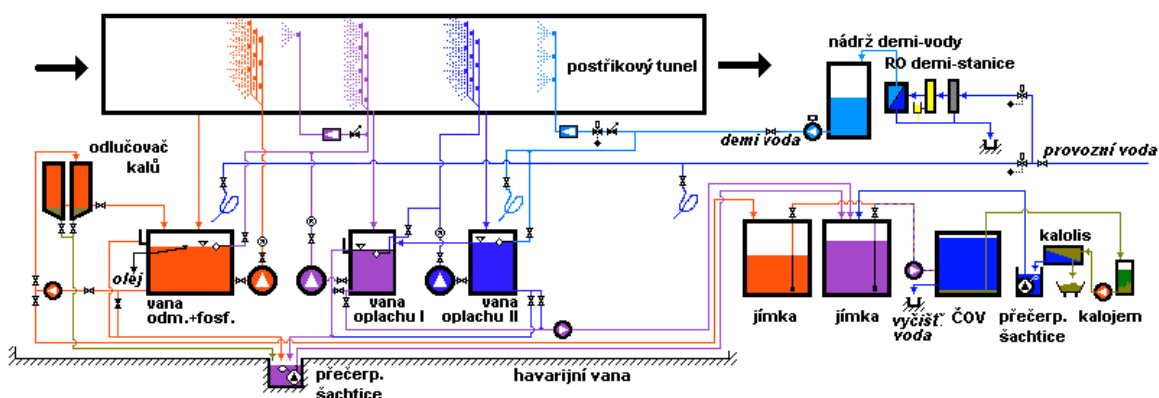 nádrž demi-vody
RO demi-stanice
postřikový tunel
demi voda
provozní voda
odlučovač
kalů
olej
vana
odm.+fosf.
vana
oplachu I
vana
oplachu II
jímka
jímka
vyčišť.
voda
ČOV
kalolis
přečerp.
šachtice
kalojem
přečerp.
šachtice
havarijní vana